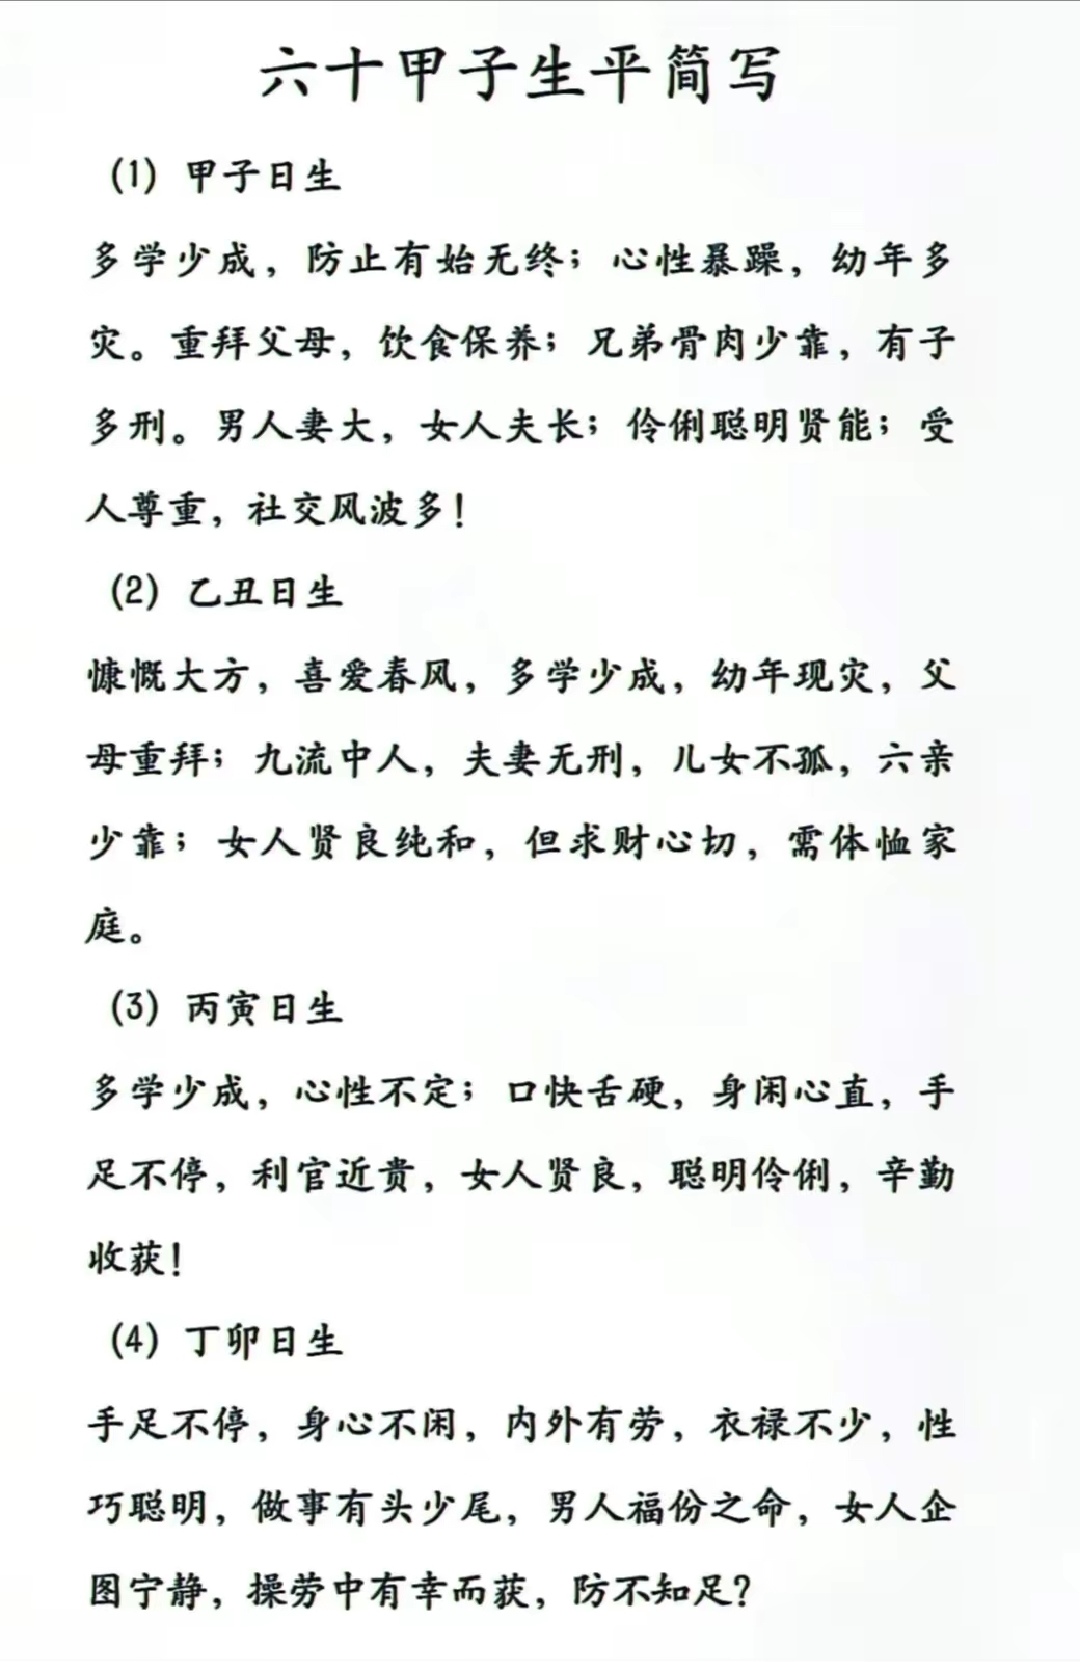 六十甲子生平简写
（1）甲子日生
多学少成，防止有始无终；心性暴躁，幼年多
灾。重拜父母，饮食保养；兄弟骨肉少靠，有子
多刑。男人妻大，女人夫长；伶俐聪明贤能；受
人尊重，社交风波多！
（2）乙丑日生
慷慨大方，喜爱春风，多学少成，幼年现灾，父
母重拜；九流中人，夫妻无刑，儿女不孤，六亲
少靠；女人贤良纯和，但求财心切，需体恤家
庭。
（3）丙寅日生
多学少成，心性不定；口快舌硬，身闲心直，手
足不停，利官近贵，女人贤良，聪明伶俐，辛勤
收获！
（4）丁卯日生
手足不停，身心不闲，内外有劳，衣禄不少，性
巧聪明，做事有头少尾，男人福份之命，女人企
图宁静，操劳中有幸而获，防不知足？